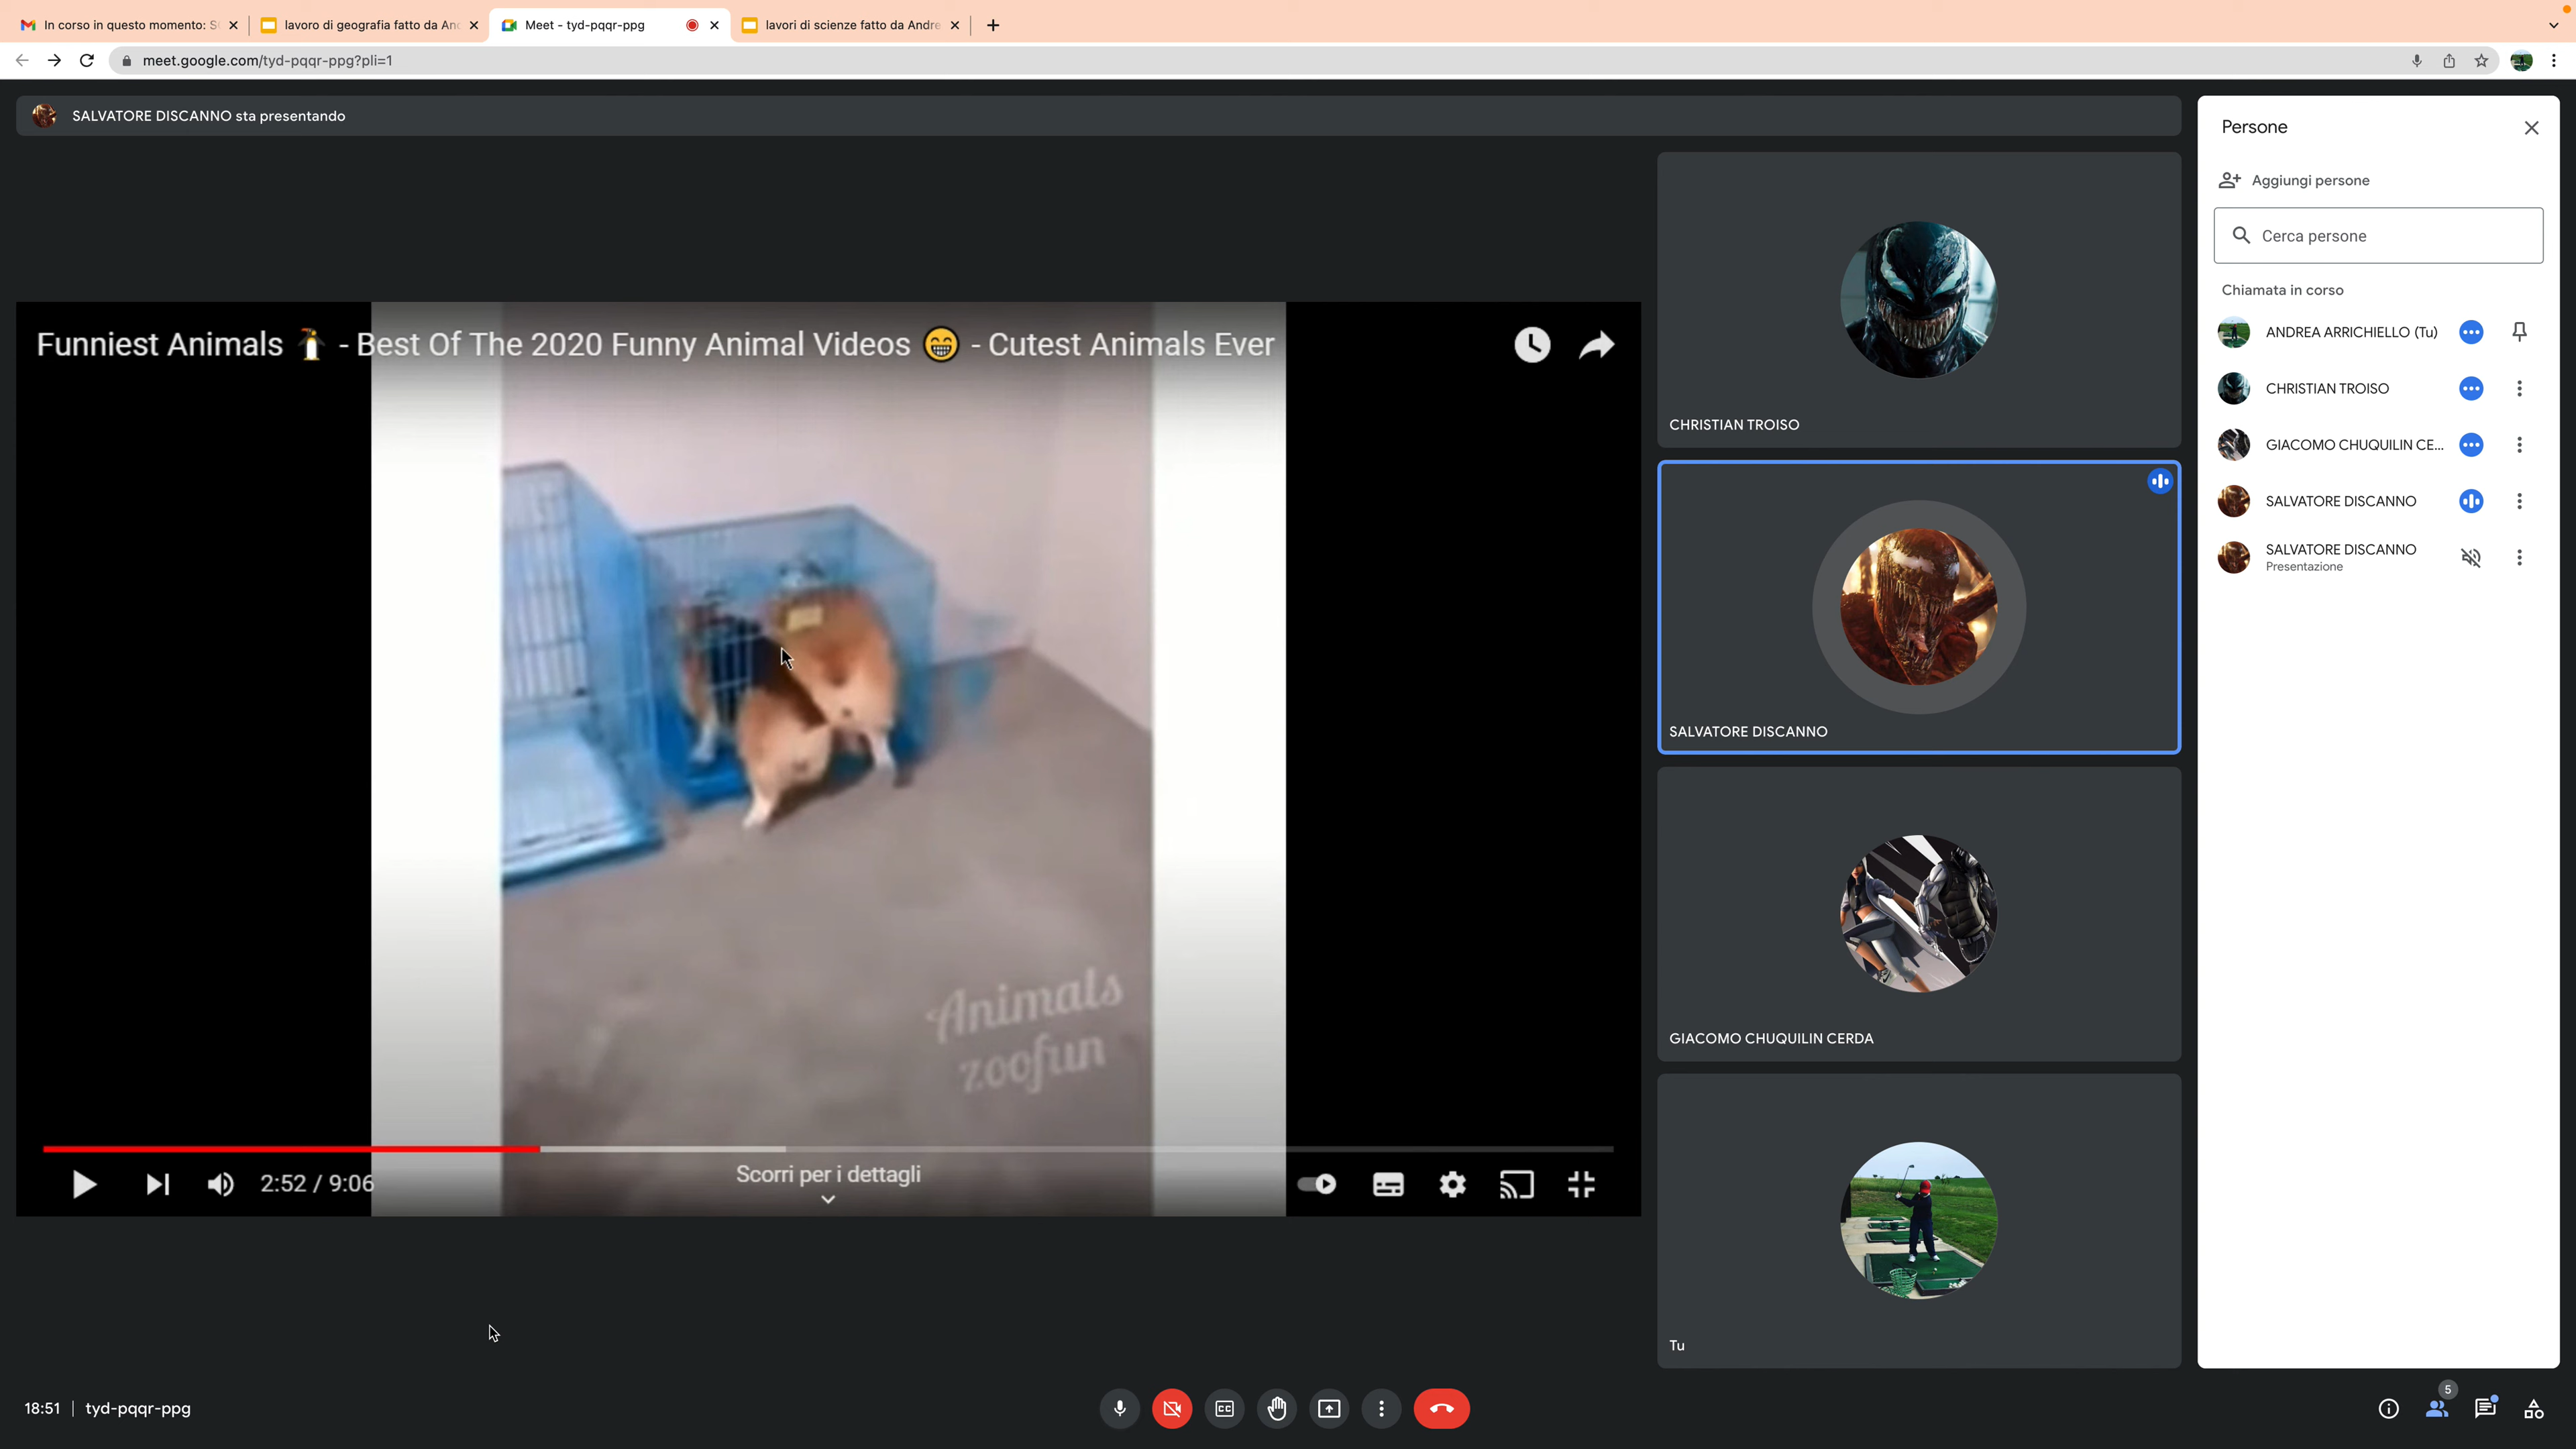 In corso in questo momento: S
lavoro di geografia fatto da And
Meet - tyd-pqqr-ppg
lavori di scienze fatto da Andre
meet.google.com/tyd-pqqr-ppg?pli=1
SALVATORE DISCANNO sta presentando
Funniest Animals 🐧 - Best Of The 2020 Funny Animal Videos 😁 - Cutest Animals Ever
Animals
zoofun
Scorri per i dettagli
2:52 / 9:06
CHRISTIAN TROISO
SALVATORE DISCANNO
GIACOMO CHUQUILIN CERDA
Tu
Persone
Aggiungi persone
Cerca persone
Chiamata in corso
ANDREA ARRICHIELLO (Tu)
CHRISTIAN TROISO
GIACOMO CHUQUILIN CE...
SALVATORE DISCANNO
SALVATORE DISCANNO
Presentazione
18:51 | tyd-pqqr-ppg
CC
5